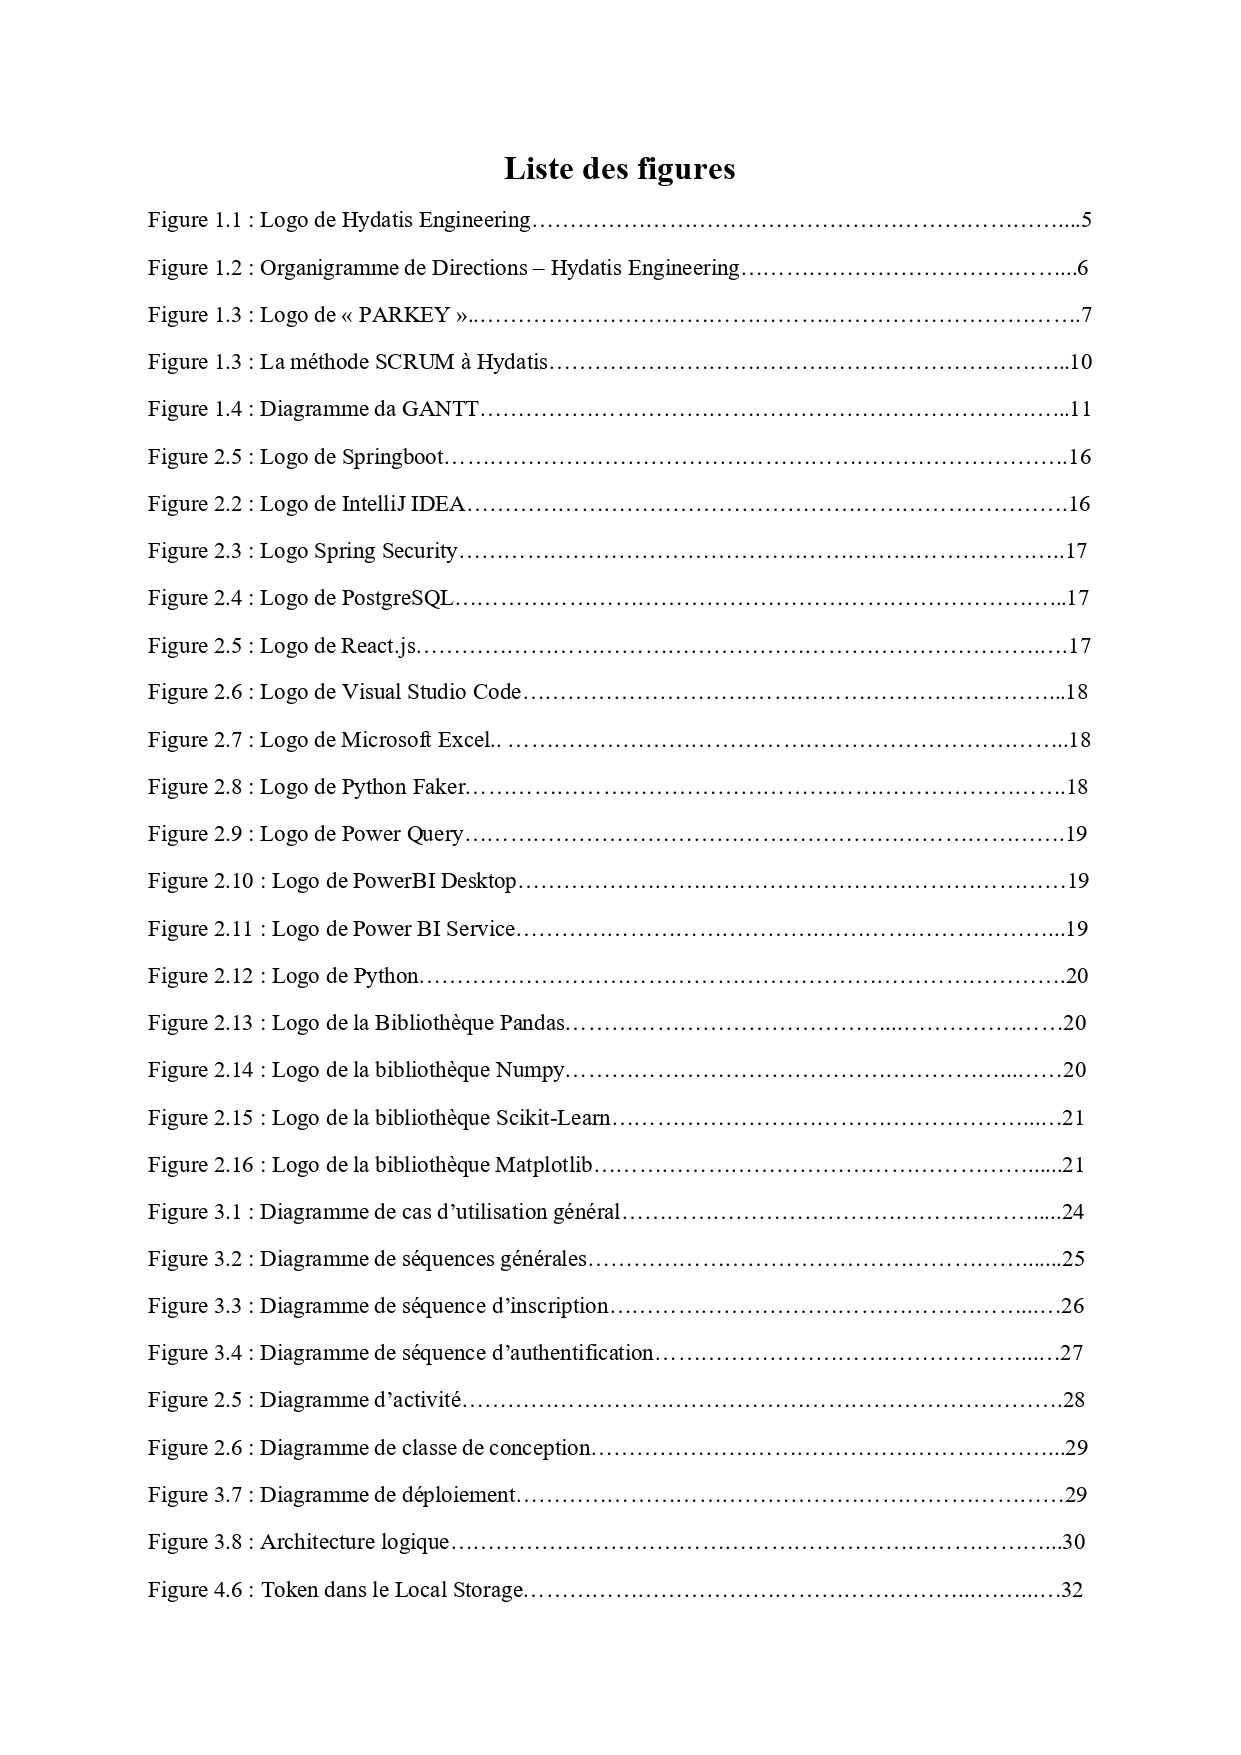 Liste des figures
Figure 1.1 : Logo de Hydatis Engineering…………………………………………………………....5
Figure 1.2 : Organigramme de Directions – Hydatis Engineering……………………………………....6
Figure 1.3 : Logo de « PARKEY »..…………………………………………………………………….7
Figure 1.3 : La méthode SCRUM à Hydatis…………………………………………………………..10
Figure 1.4 : Diagramme da GANTT…………………………………………………………………..11
Figure 2.5 : Logo de Springboot……………………………………………………………………….16
Figure 2.2 : Logo de IntelliJ IDEA…………………………………………………………………….16
Figure 2.3 : Logo Spring Security……………………………………………………………………..17
Figure 2.4 : Logo de PostgreSQL……………………………………………………………………...17
Figure 2.5 : Logo de React.js……………………………………………………………………….….17
Figure 2.6 : Logo de Visual Studio Code……………………………………………………………...18
Figure 2.7 : Logo de Microsoft Excel.. ………………………………………………………………..18
Figure 2.8 : Logo de Python Faker…………………………………………………………………….18
Figure 2.9 : Logo de Power Query…………………………………………………………………….19
Figure 2.10 : Logo de PowerBI Desktop………………………………………………………………19
Figure 2.11 : Logo de Power BI Service……………………………………………………………...19
Figure 2.12 : Logo de Python………………………………………………………………………….20
Figure 2.13 : Logo de la Bibliothèque Pandas……………………………………...…………………20
Figure 2.14 : Logo de la bibliothèque Numpy…………………………………………………...……20
Figure 2.15 : Logo de la bibliothèque Scikit-Learn………………………………………………...…21
Figure 2.16 : Logo de la bibliothèque Matplotlib…………………………………………………......21
Figure 3.1 : Diagramme de cas d’utilisation général……………………………………………….....24
Figure 3.2 : Diagramme de séquences générales………………………………………………….......25
Figure 3.3 : Diagramme de séquence d’inscription………………………………………………...…26
Figure 3.4 : Diagramme de séquence d’authentification…………………………………………...…27
Figure 2.5 : Diagramme d’activité…………………………………………………………………….28
Figure 2.6 : Diagramme de classe de conception……………………………………………………...29
Figure 3.7 : Diagramme de déploiement………………………………………………………………29
Figure 3.8 : Architecture logique……………………………………………………………………...30
Figure 4.6 : Token dans le Local Storage…………………………………………………...…….…...…32